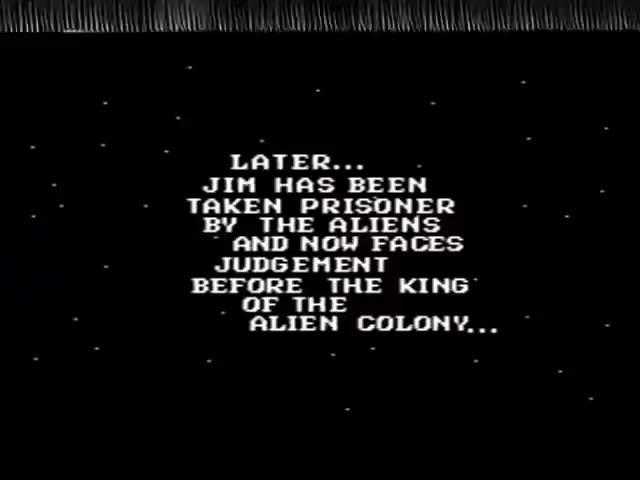 LATER...
JIM HAS BEEN
TAKEN PRISONER
BY THE ALIENS
AND NOW FACES
JUDGEMENT
BEFORE THE KING
OF THE
ALIEN COLONY...